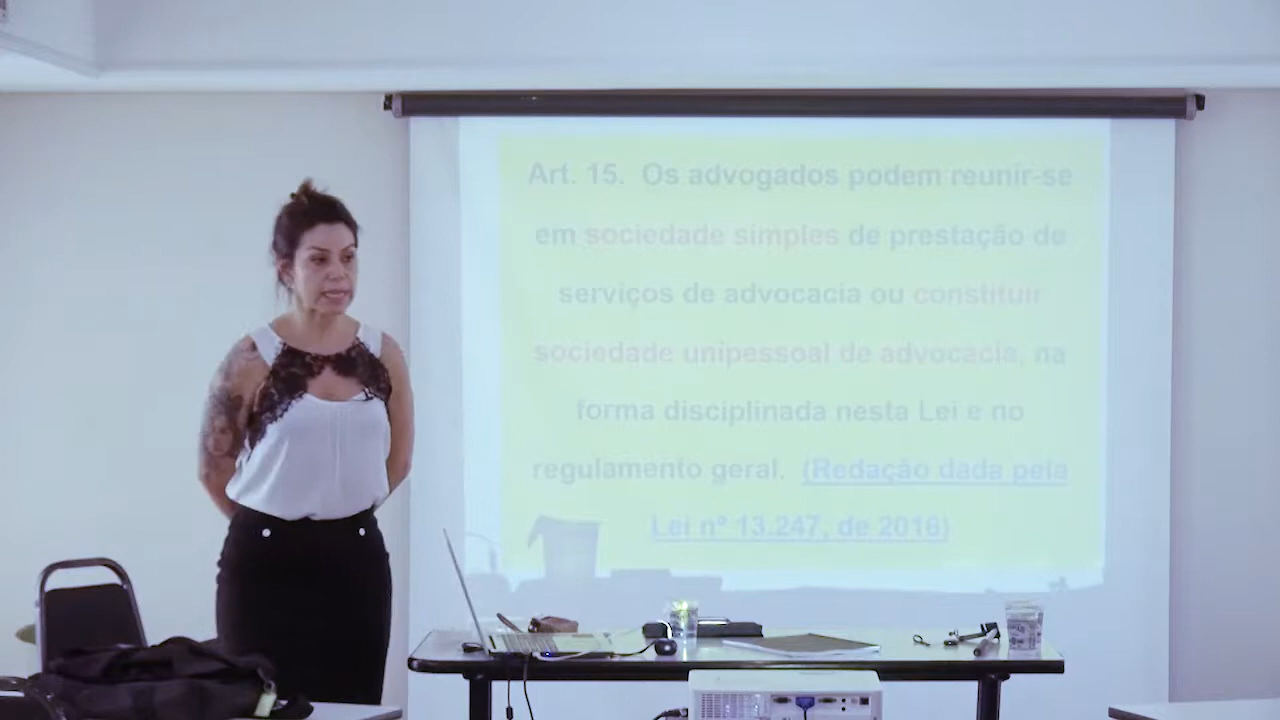 Art. 15. Os advogados podem reunir-se
em sociedade simples de prestação de
serviços de advocacia ou constituir
sociedade unipessoal de advocacia, na
forma disciplinada nesta Lei e no
regulamento geral. (Redação dada pela
Lei nº 13.247, de 2016)